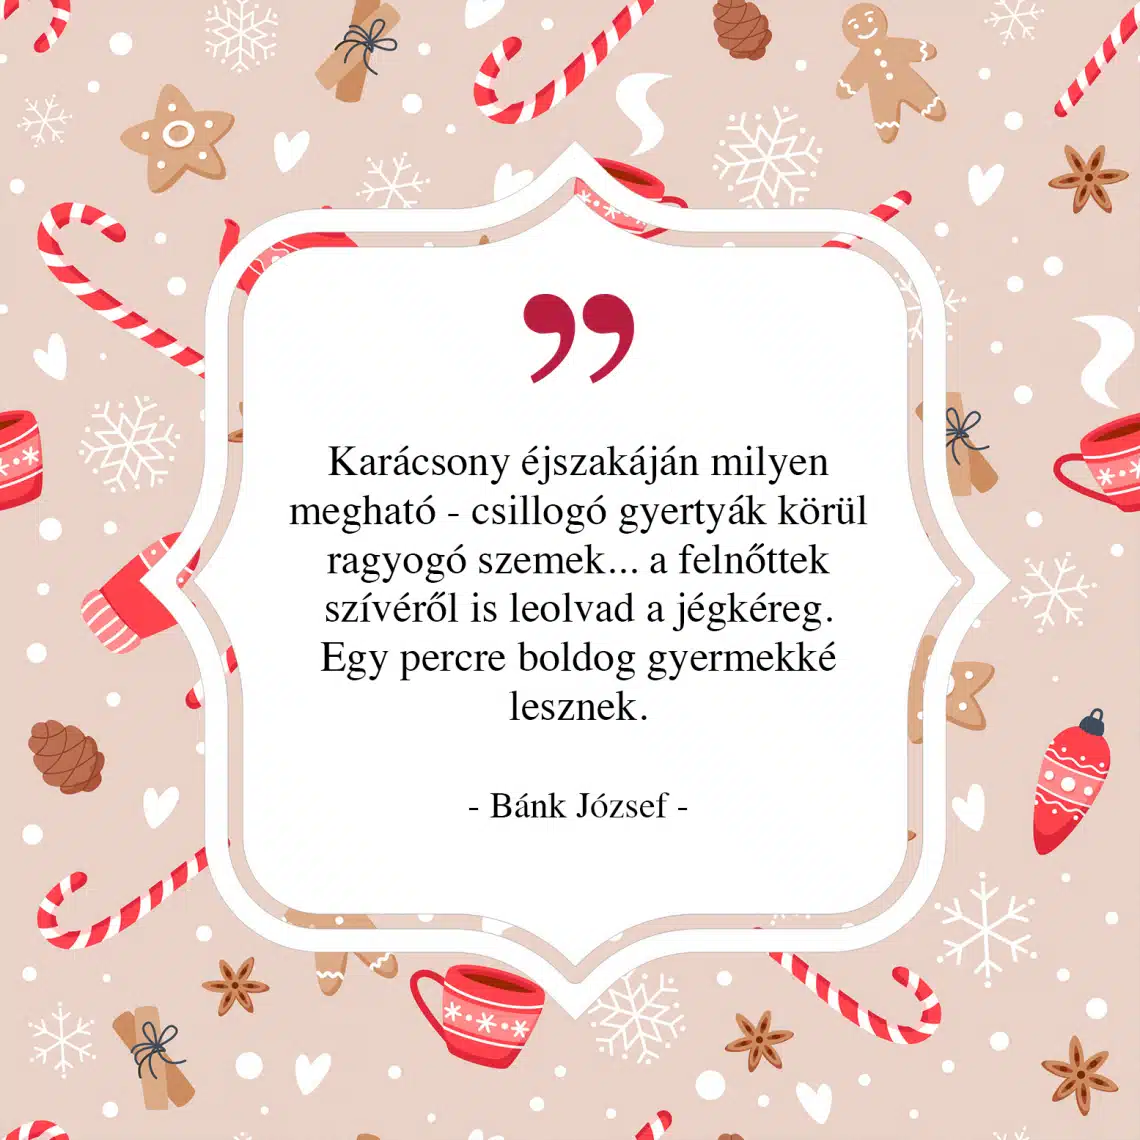 ”
Karácsony éjszakáján milyen
megható - csillogó gyertyák körül
ragyogó szemek... a felnőttek
szívéről is leolvad a jégkéreg.
Egy percre boldog gyermekké
lesznek.
- Bánk József -